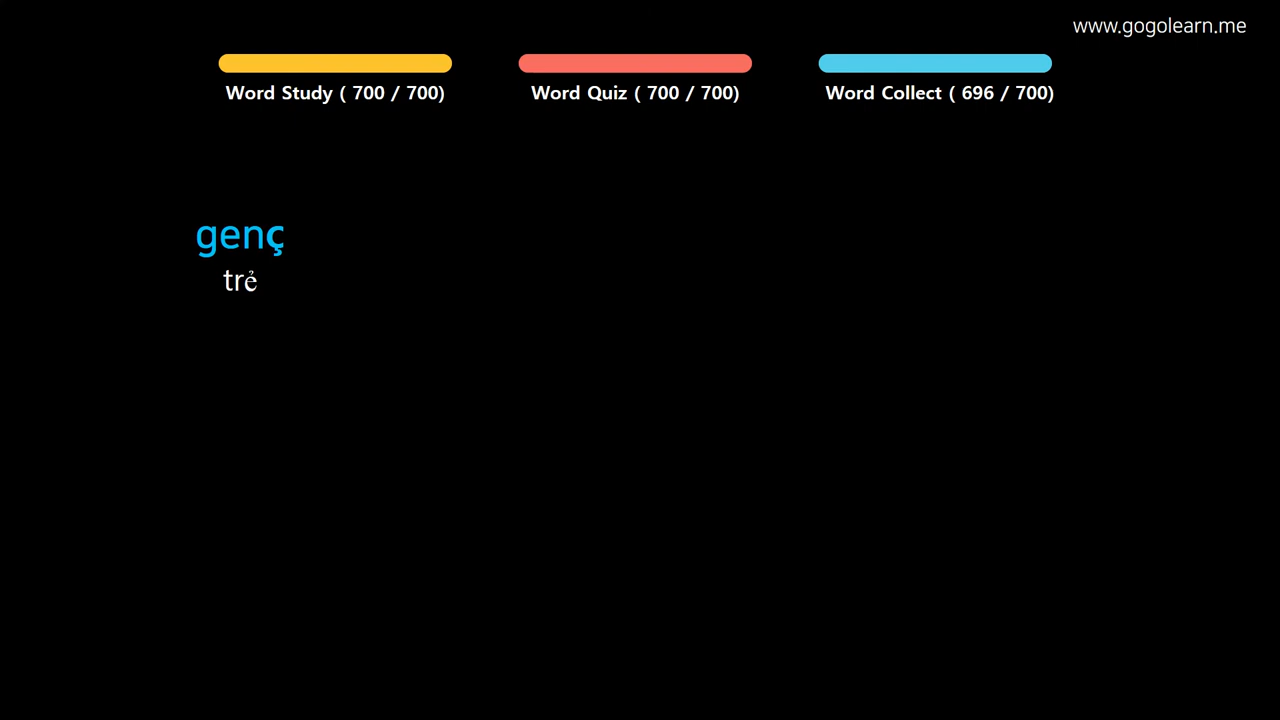 www.gogolearn.me
Word Study ( 700 / 700)
Word Quiz ( 700 / 700)
Word Collect ( 696 / 700)
genç
trẻ